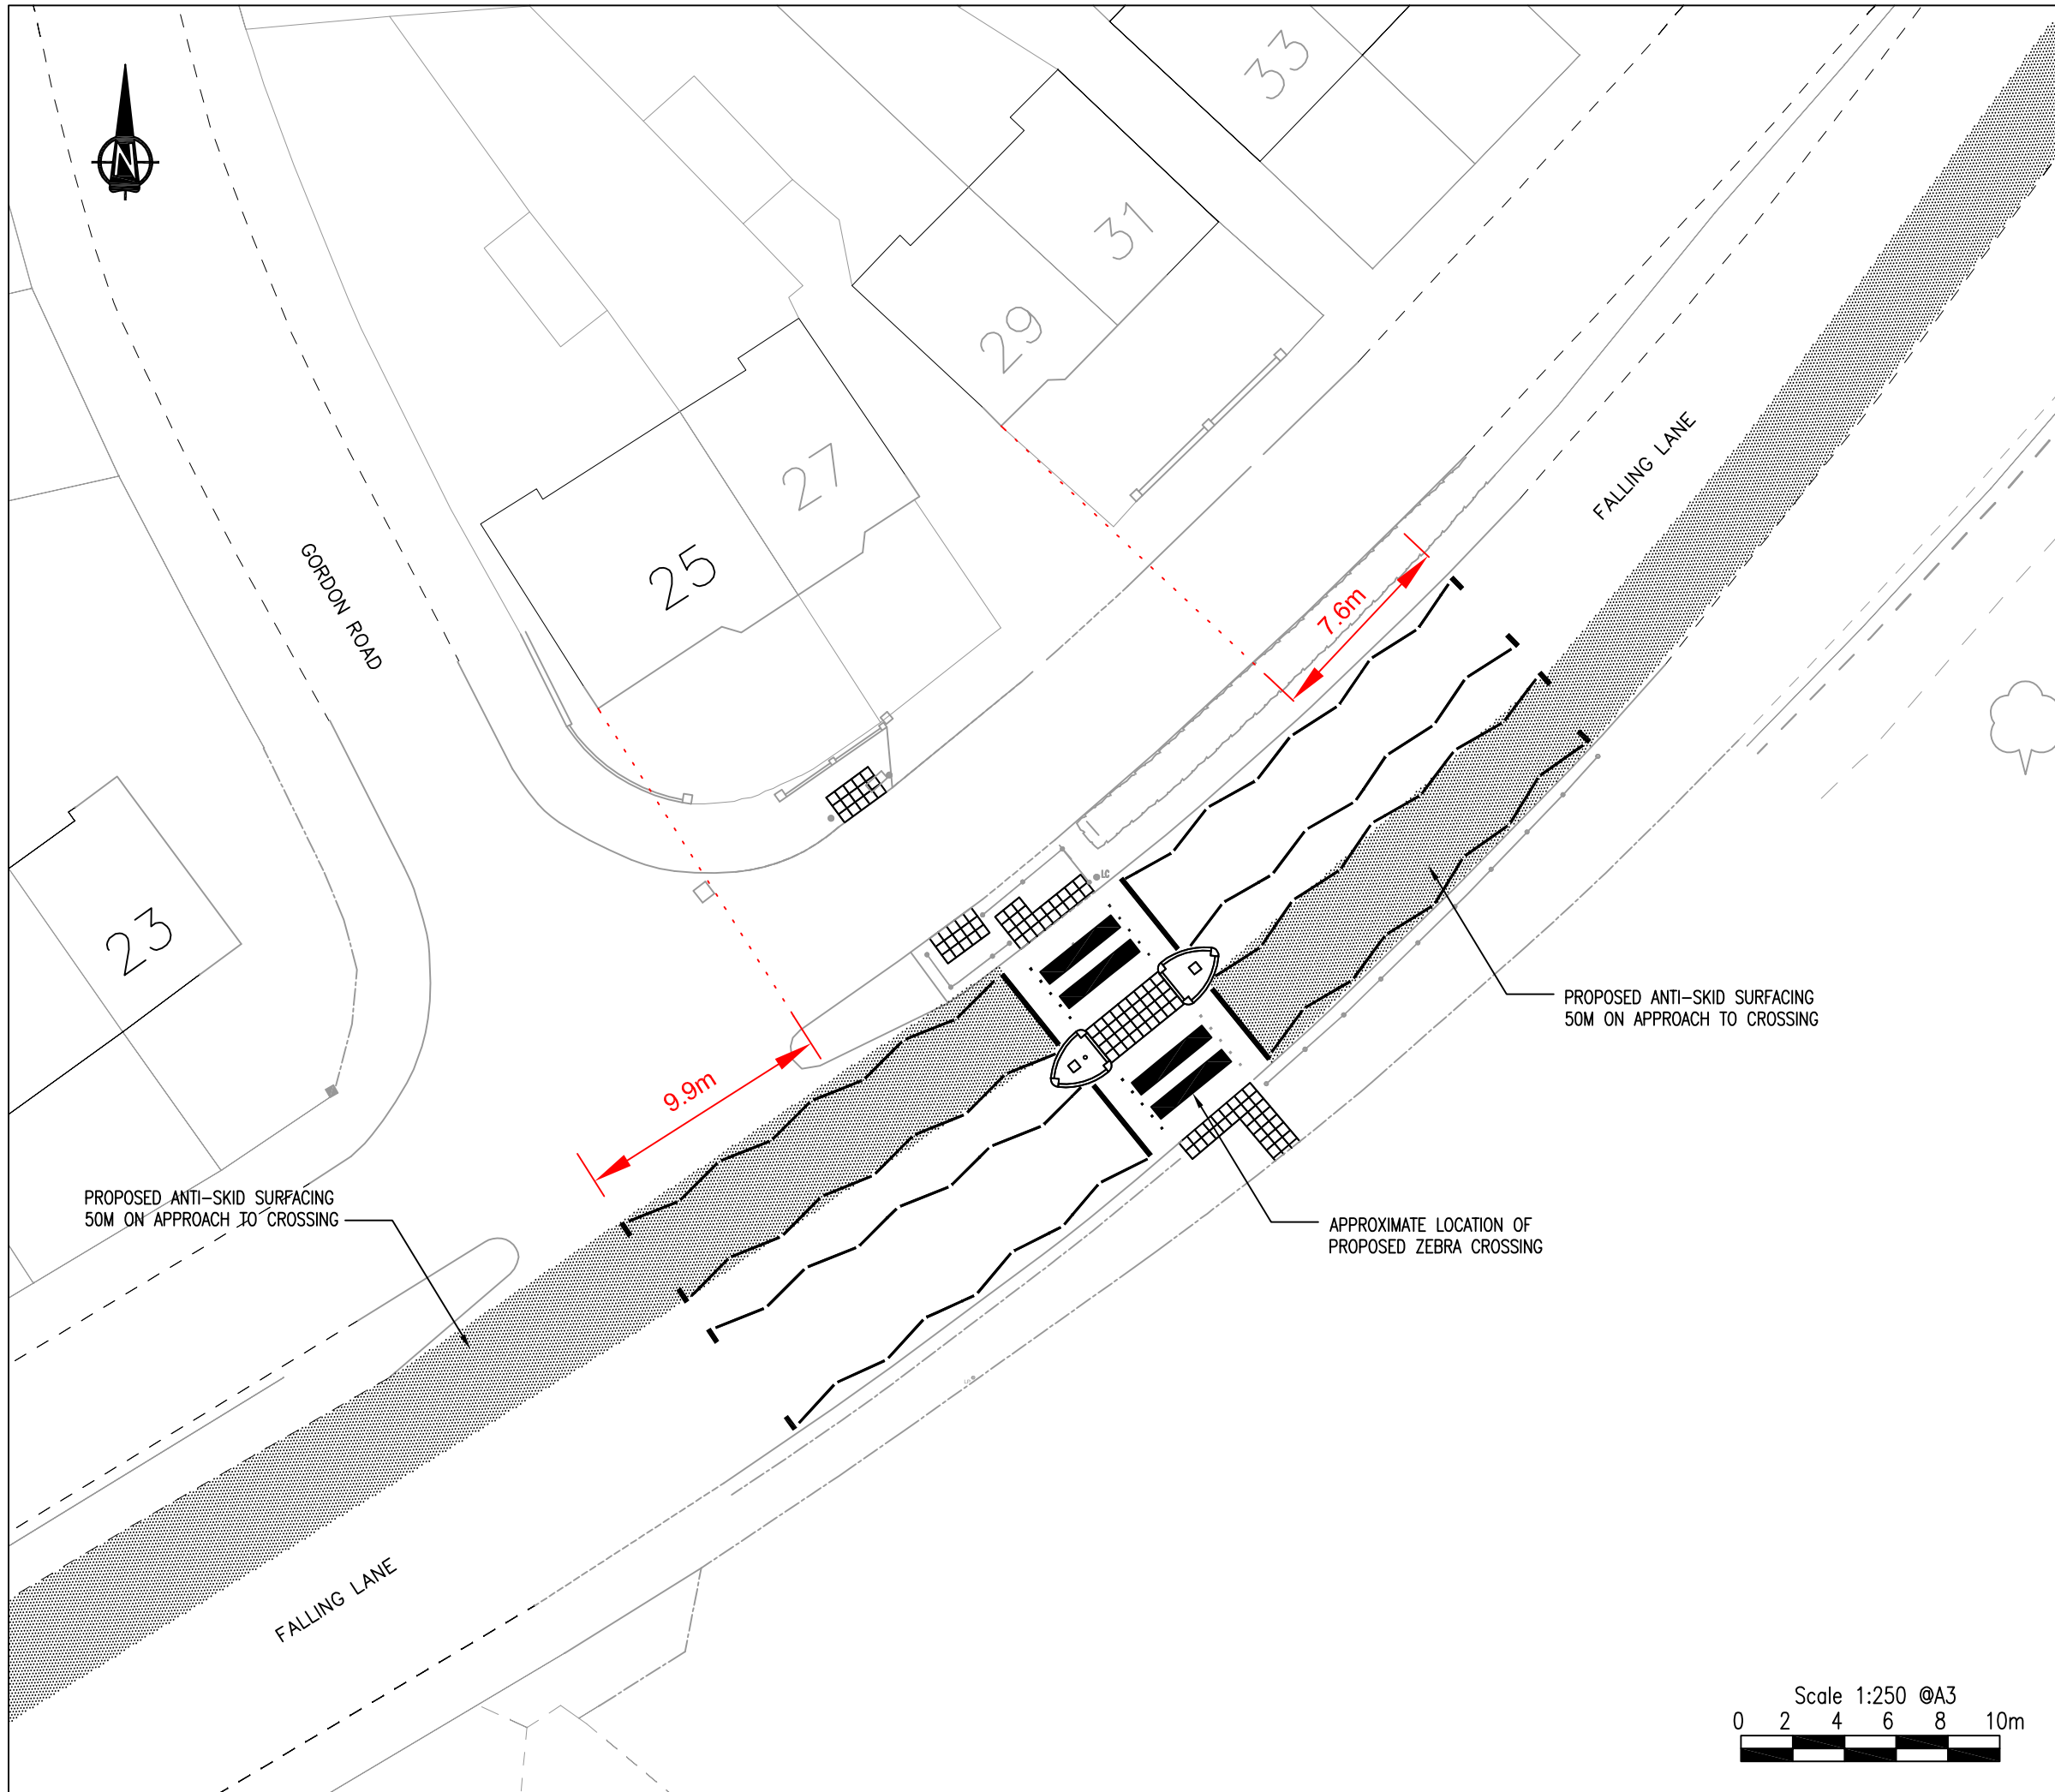 33
N
31
29
27
25
GORDON ROAD
FALLING LANE
7.6m
LC
23
9.9m
PROPOSED ANTI-SKID SURFACING
50M ON APPROACH TO CROSSING
PROPOSED ANTI-SKID SURFACING
50M ON APPROACH TO CROSSING
APPROXIMATE LOCATION OF
PROPOSED ZEBRA CROSSING
FALLING LANE
Scale 1:250 @A3
0 2 4 6 8 10m